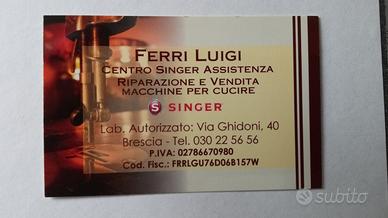 FERRI LUIGI
CENTRO SINGER ASSISTENZA
RIPARAZIONE E VENDITA
MACCHINE PER CUCIRE
S SINGER
Lab. Autorizzato: Via Ghidoni, 40
Brescia - Tel. 030 22 56 56
P.IVA: 02786670980
Cod. Fisc.: FRRLGU76D06B157W
subito